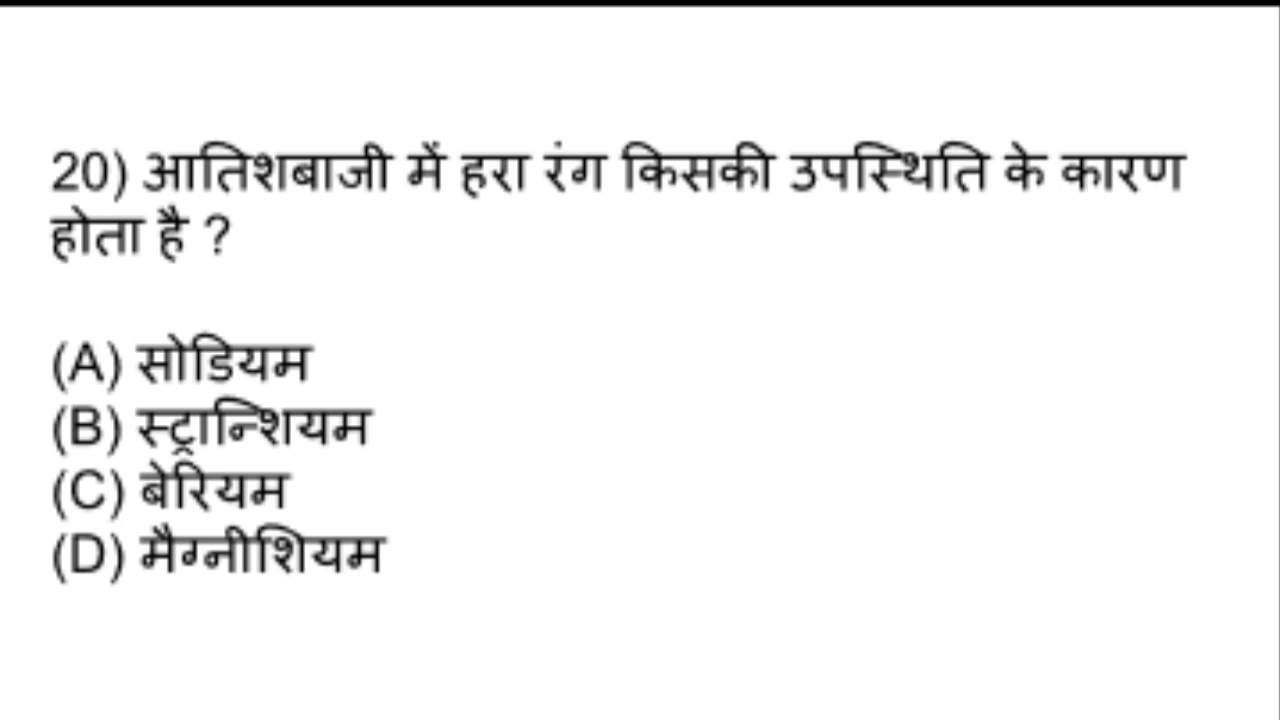 20) आतिशबाजी में हरा रंग किसकी उपस्थिति के कारण
होता है ?
(A) सोडियम
(B) स्ट्रान्शियम
(C) बेरियम
(D) मैग्नीशियम